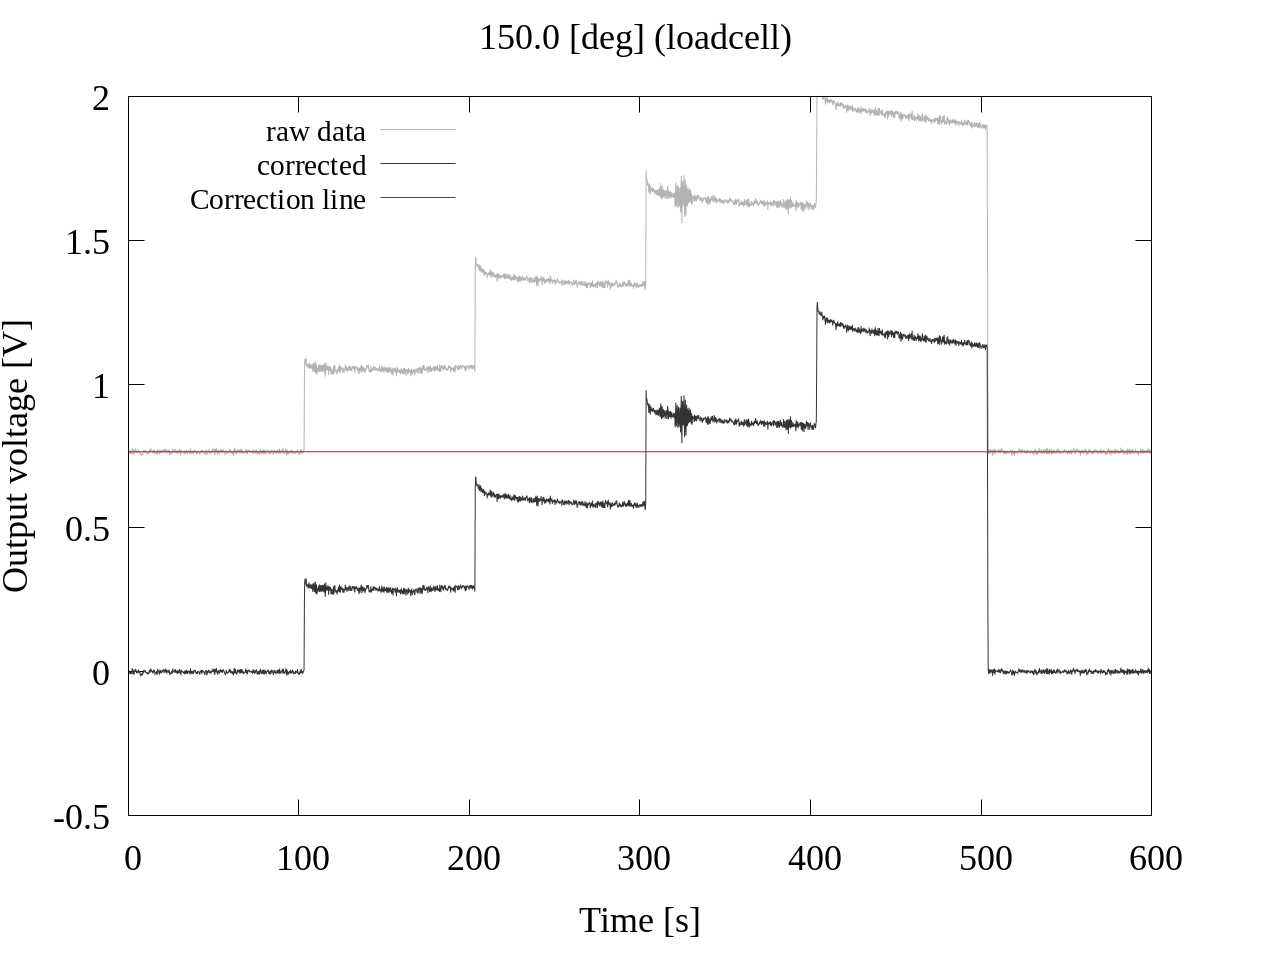 150.0 [deg] (loadcell)
raw data
corrected
Correction line
Output voltage [V]
2
1.5
1
0.5
0
-0.5
0 100 200 300 400 500 600
Time [s]